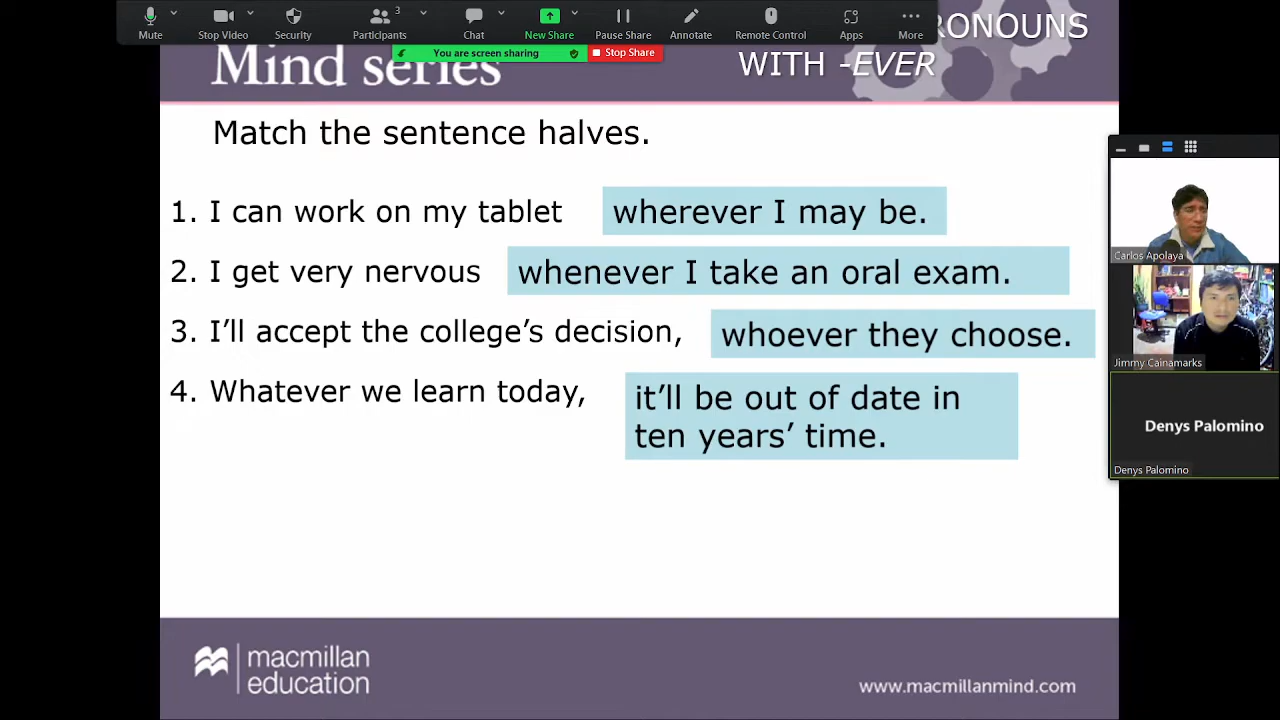 3
Mute
Stop Video
Security
Participants
Chat
New Share
Pause Share
Annotate
Remote Control
Apps
More
You are screen sharing
Stop Share
Mind series
WITH -EVER
Match the sentence halves.
1. I can work on my tablet wherever I may be.
2. I get very nervous whenever I take an oral exam.
3. I'll accept the college's decision, whoever they choose.
4. Whatever we learn today, it'll be out of date in
ten years' time.
Carlos Apolaya
Jimmy Cainamarks
Denys Palomino
Denys Palomino
macmillan
education
www.macmillanmind.com